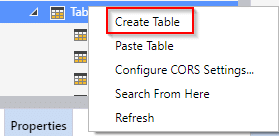 Tab
Create Table
Paste Table
Configure CORS Settings...
Search From Here
Refresh
Properties